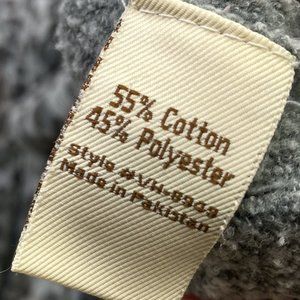 55% Cotton
45% Polyester
Style #
Made in Pakistan